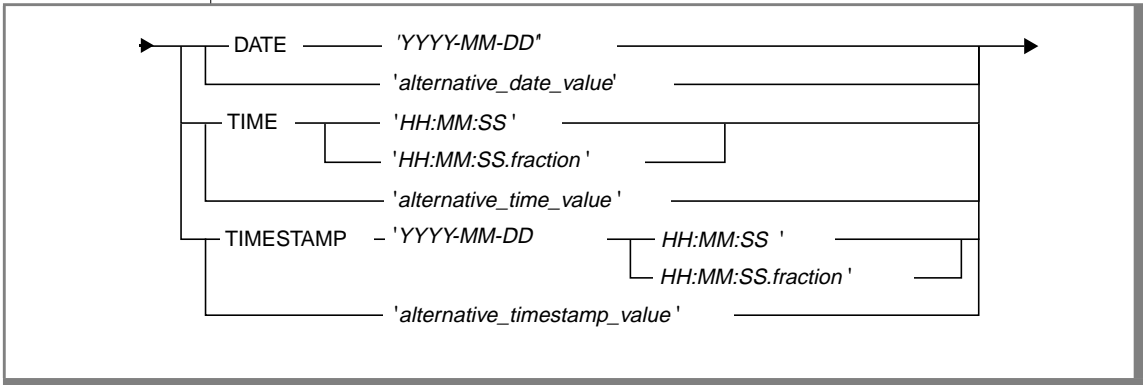 DATE 'YYYY-MM-DD'
'alternative_date_value'
TIME 'HH:MM:SS '
'HH:MM:SS.fraction '
'alternative_time_value '
TIMESTAMP 'YYYY-MM-DD HH:MM:SS '
HH:MM:SS.fraction '
'alternative_timestamp_value '